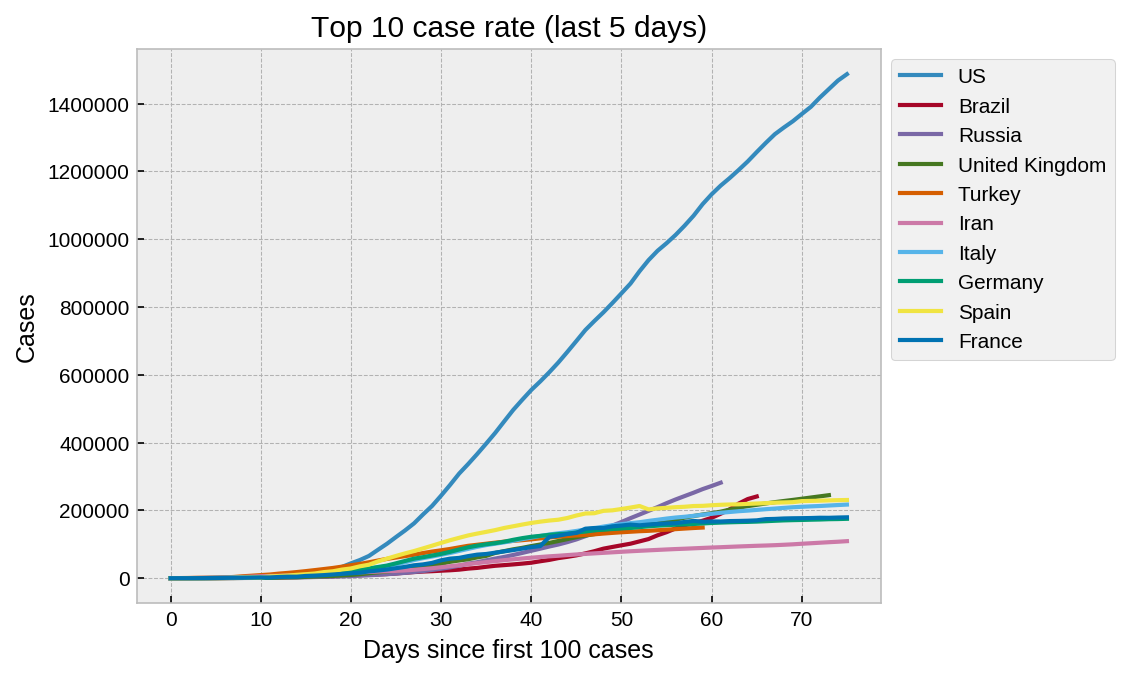 Top 10 case rate (last 5 days)
1400000
1200000
1000000
800000
600000
400000
200000
0
Cases
0 10 20 30 40 50 60 70
Days since first 100 cases
US
Brazil
Russia
United Kingdom
Turkey
Iran
Italy
Germany
Spain
France